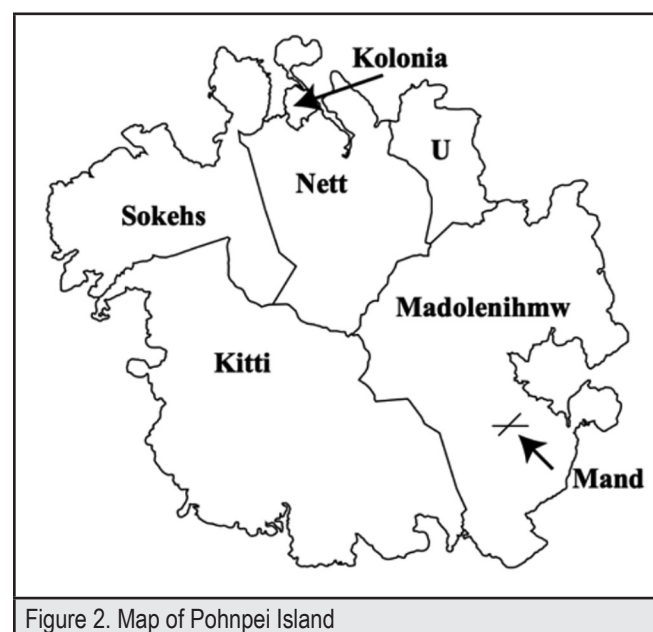 Kolonia
U
Nett
Sokehs
Madolenihmw
Kitti
Mand
Figure 2. Map of Pohnpei Island